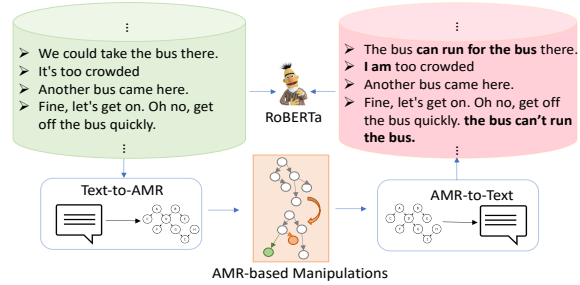 ⋮
➢ We could take the bus there.
➢ It's too crowded
➢ Another bus came here.
➢ Fine, let's get on. Oh no, get
off the bus quickly.
⋮
RoBERTa
⋮
➢ The bus can run for the bus there.
➢ I am too crowded
➢ Another bus came here.
➢ Fine, let's get on. Oh no, get off
the bus quickly. the bus can't run
the bus.
⋮
Text-to-AMR
AMR-based Manipulations
AMR-to-Text